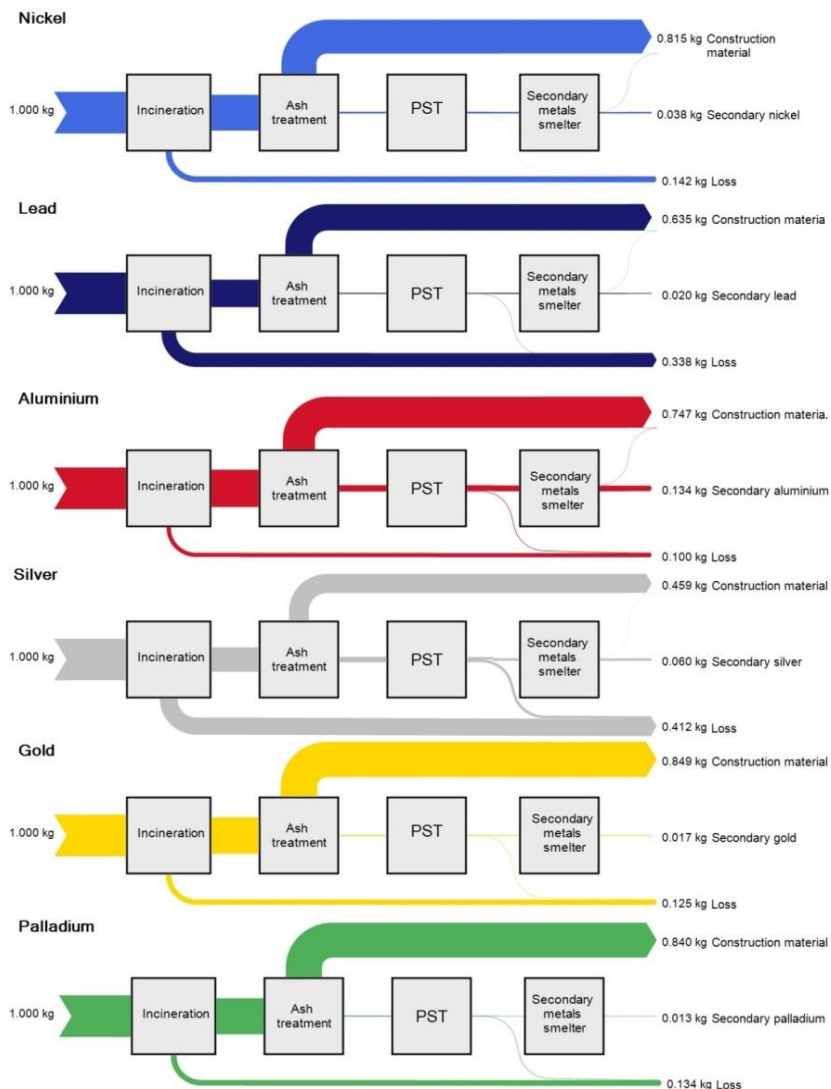 Nickel
0.815 kg Construction
material
1.000 kg
Incineration
Ash
treatment
PST
Secondary
metals
smelter
0.038 kg Secondary nickel
0.142 kg Loss
Lead
0.635 kg Construction materia
1.000 kg
Incineration
Ash
treatment
PST
Secondary
metals
smelter
0.020 kg Secondary lead
0.338 kg Loss
Aluminium
0.747 kg Construction materia.
1.000 kg
Incineration
Ash
treatment
PST
Secondary
metals
smelter
0.134 kg Secondary aluminium
0.100 kg Loss
Silver
0.459 kg Construction material
1.000 kg
Incineration
Ash
treatment
PST
Secondary
metals
smelter
0.060 kg Secondary silver
0.412 kg Loss
Gold
0.849 kg Construction material
1.000 kg
Incineration
Ash
treatment
PST
Secondary
metals
smelter
0.017 kg Secondary gold
0.125 kg Loss
Palladium
0.840 kg Construction material
1.000 kg
Incineration
Ash
treatment
PST
Secondary
metals
smelter
0.013 kg Secondary palladium
0.134 kg Loss